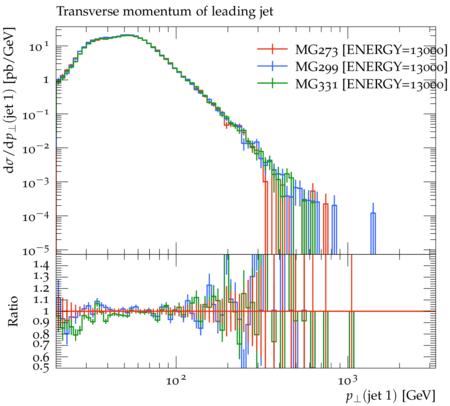 Transverse momentum of leading jet
MG273 [ENERGY=13000]
MG299 [ENERGY=13000]
MG331 [ENERGY=13000]
dσ/dp⊥(jet 1) [pb/GeV]
10¹
1
10⁻¹
10⁻²
10⁻³
10⁻⁴
10⁻⁵
Ratio
1.4
1.3
1.2
1.1
1
0.9
0.8
0.7
0.6
0.5
10² 10³
p⊥(jet 1) [GeV]